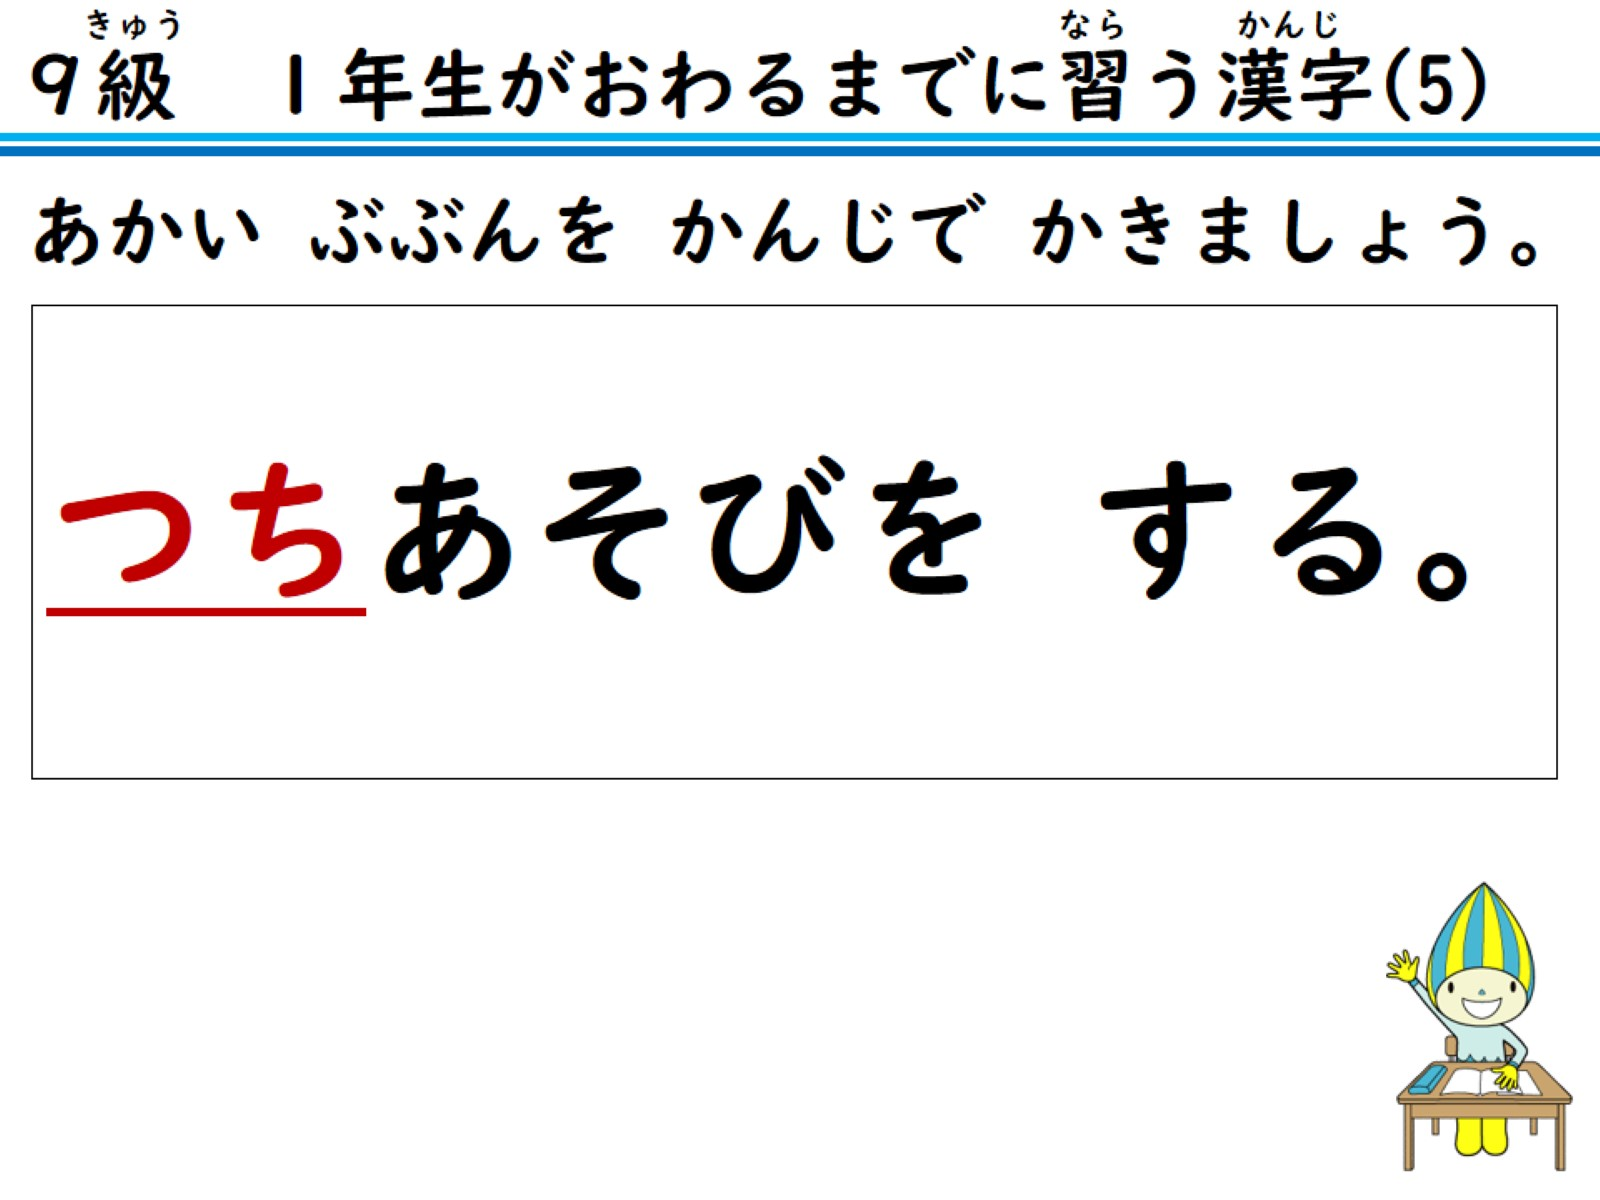 きゅう なら かんじ
9級 1年生がおわるまでに習う漢字(5)
あかい ぶぶんを かんじで かきましょう。
つちあそびを する。